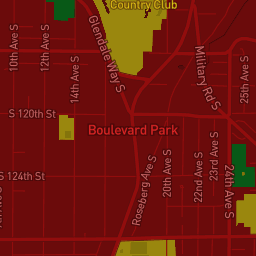 Country Club
10th Ave S
12th Ave S
14th Ave S
Glendale Way S
Military Rd S
25th Ave S
S 120th St
Boulevard Park
S 124th St
Roseberg Ave S
20th Ave S
22nd Ave S
23rd Ave S
24th Ave S